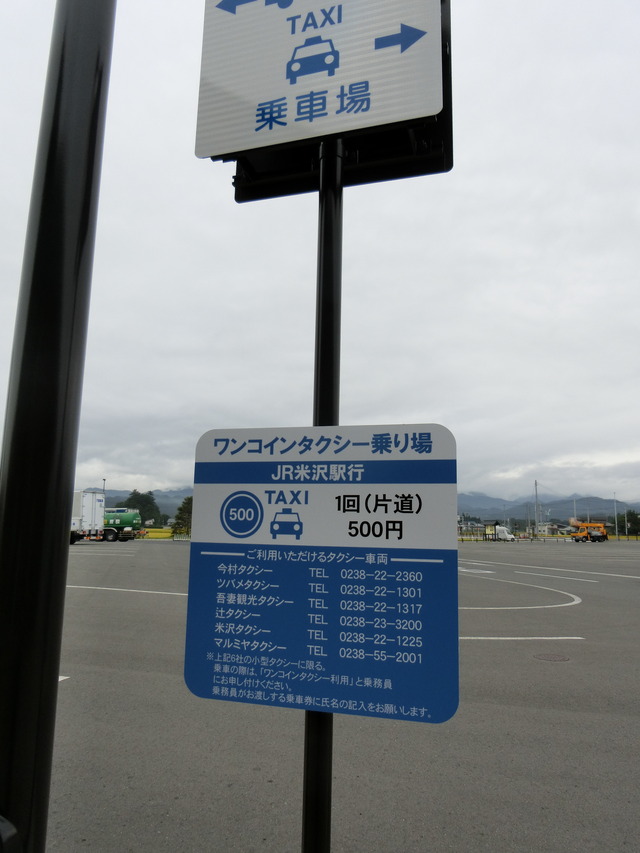 TAXI
乗車場
ワンコインタクシー乗り場
JR米沢駅行
500
TAXI
1回(片道)
500円
ご利用いただけるタクシー車両
今村タクシー TEL 0238-22-2360
ツバメタクシー TEL 0238-22-1301
吾妻観光タクシー TEL 0238-22-1317
辻タクシー TEL 0238-23-3200
米沢タクシー TEL 0238-22-1225
マルミヤタクシー TEL 0238-55-2001
※上記6社の小型タクシーに限る。
乗車の際は、「ワンコインタクシー利用」と乗務員
にお申し付けください。
乗務員がお渡しする乗車券に氏名の記入をお願いします。